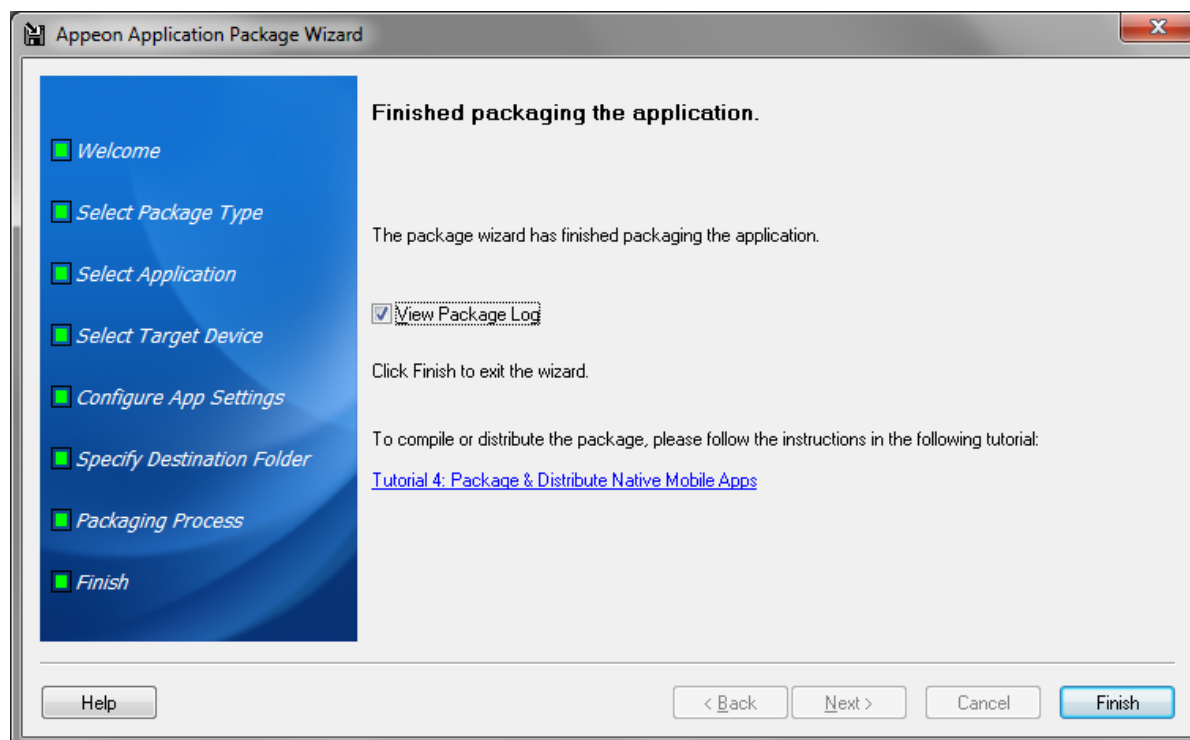 Appeon Application Package Wizard
Welcome
Select Package Type
Select Application
Select Target Device
Configure App Settings
Specify Destination Folder
Packaging Process
Finish
Finished packaging the application.
The package wizard has finished packaging the application.
View Package Log
Click Finish to exit the wizard.
To compile or distribute the package, please follow the instructions in the following tutorial:
Tutorial 4: Package & Distribute Native Mobile Apps
Help
< Back
Next >
Cancel
Finish